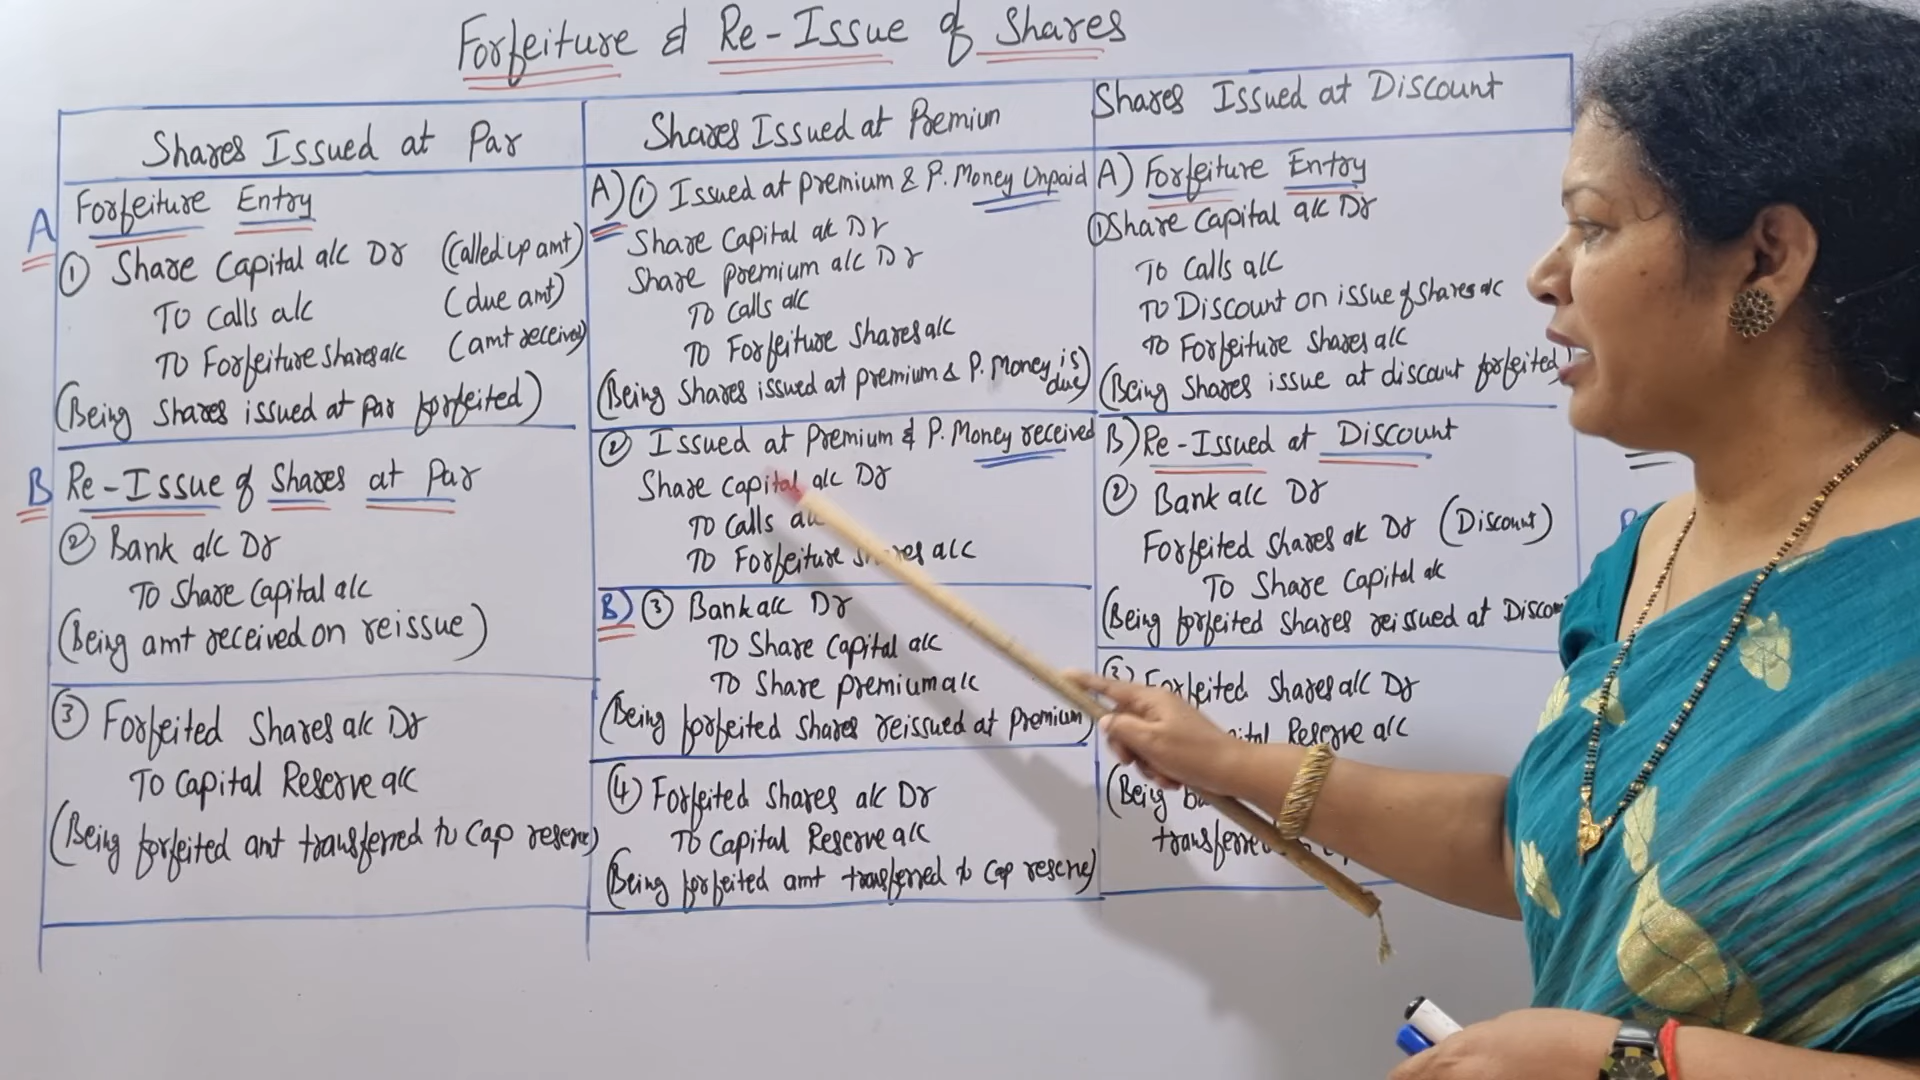 Forfeiture & Re-Issue of Shares
Shares Issued at Par
A
Forfeiture Entry
① Share Capital a/c Dr (Called up amt)
To Calls a/c (due amt)
To Forfeiture Shares a/c (amt received)
(Being Shares issued at Par forfeited)
B
Re-Issue of Shares at Par
② Bank a/c Dr
To Share Capital a/c
(Being amt received on reissue)
③ Forfeited Shares a/c Dr
To Capital Reserve a/c
(Being forfeited amt transferred to Cap reserve)
Shares Issued at Premium
A) ① Issued at premium & P. Money Unpaid
Share Capital a/c Dr
Share premium a/c Dr
To Calls a/c
To Forfeiture Shares a/c
(Being Shares issued at premium & P. Money is due)
② Issued at Premium & P. Money received
Share Capital a/c Dr
To Calls
To Forfeiture Shares a/c
B) ③ Bank a/c Dr
To Share Capital a/c
To Share premium a/c
(Being forfeited Shares reissued at Premium)
④ Forfeited Shares a/c Dr
To Capital Reserve a/c
(Being forfeited amt transferred to Cap reserve)
Shares Issued at Discount
A) Forfeiture Entry
① Share Capital a/c Dr
To Calls a/c
To Discount on issue of Shares a/c
To Forfeiture Shares a/c
(Being Shares issue at discount forfeited)
B) Re-Issued at Discount
② Bank a/c Dr
Forfeited Shares a/c Dr (Discount)
To Share Capital a/c
(Being forfeited Shares reissued at
③ Forfeited Shares a/c Dr
Reserve a/c
(Being